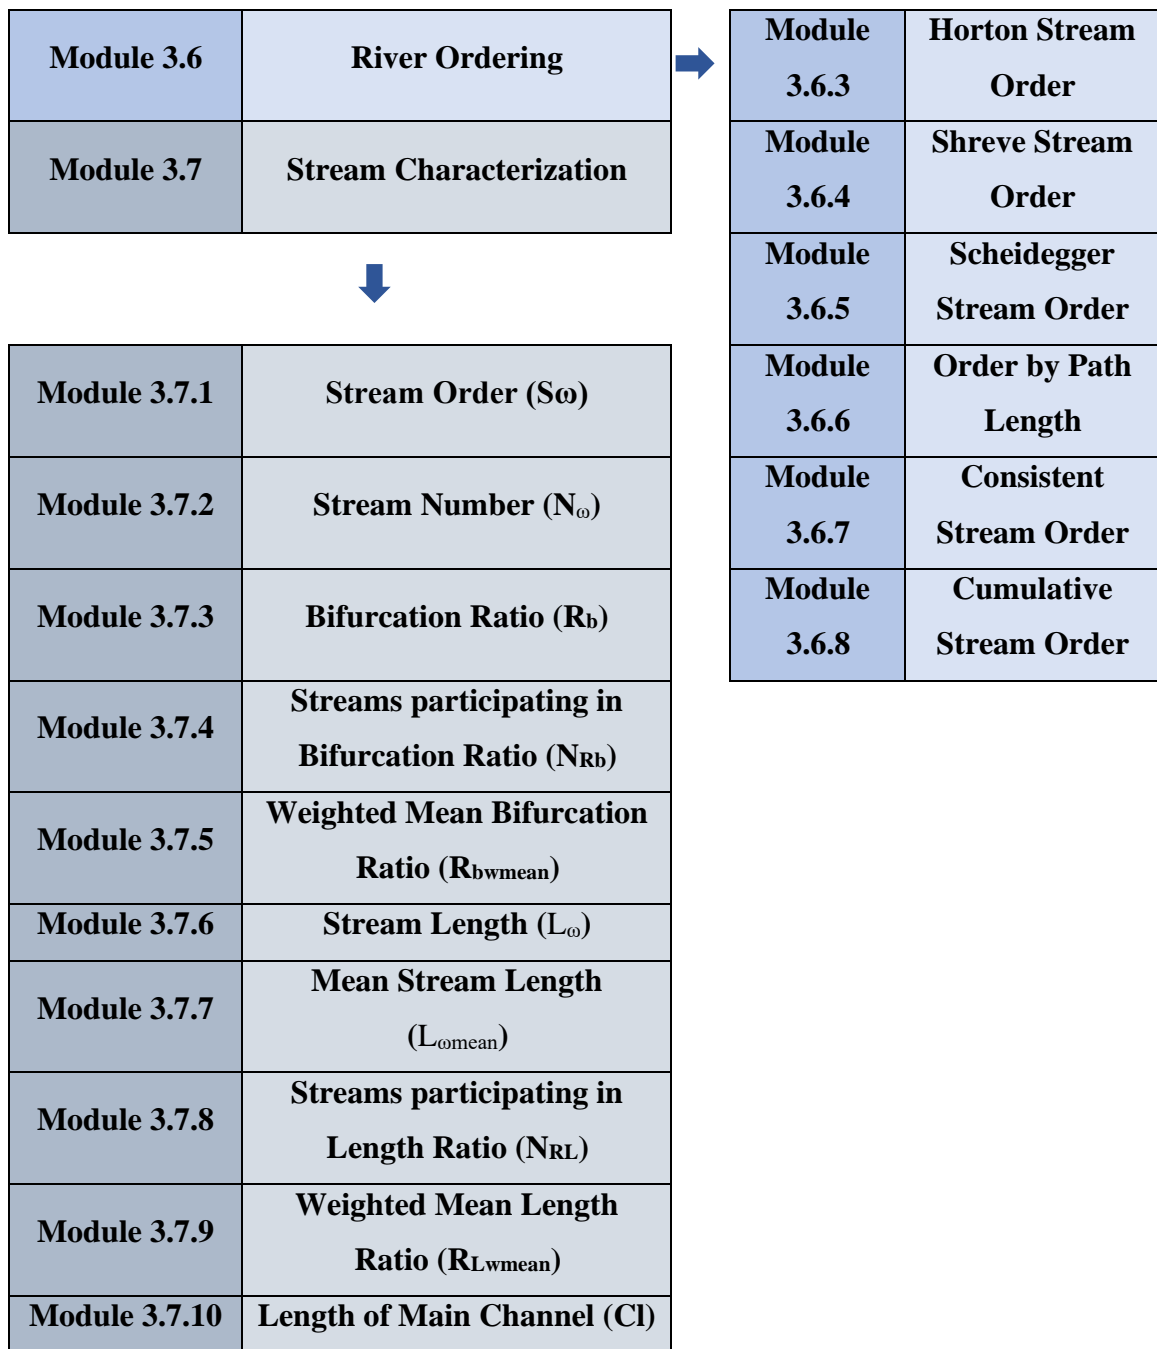 Module 3.6
River Ordering
Module 3.7
Stream Characterization
Module
3.6.3
Horton Stream
Order
Module
3.6.4
Shreve Stream
Order
Module
3.6.5
Scheidegger
Stream Order
Module
3.6.6
Order by Path
Length
Module
3.6.7
Consistent
Stream Order
Module
3.6.8
Cumulative
Stream Order
Module 3.7.1
Stream Order (Sω)
Module 3.7.2
Stream Number (Nω)
Module 3.7.3
Bifurcation Ratio (Rb)
Module 3.7.4
Streams participating in
Bifurcation Ratio (NRb)
Module 3.7.5
Weighted Mean Bifurcation
Ratio (Rbwmean)
Module 3.7.6
Stream Length (Lω)
Module 3.7.7
Mean Stream Length
(Lωmean)
Module 3.7.8
Streams participating in
Length Ratio (NRL)
Module 3.7.9
Weighted Mean Length
Ratio (RLwmean)
Module 3.7.10
Length of Main Channel (Cl)